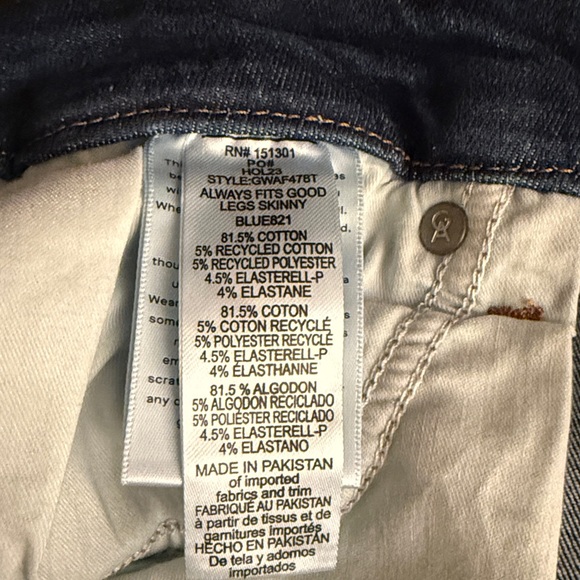 RN# 151301
PO#
HOL23
STYLE:GWAF478T
ALWAYS FITS GOOD
LEGS SKINNY
BLUE821
81.5% COTTON
5% RECYCLED COTTON
5% RECYCLED POLYESTER
4.5% ELASTERELL-P
4% ELASTANE
81.5% COTON
5% COTON RECYCLÉ
5% POLYESTER RECYCLÉ
4.5% ELASTERELL-P
4% ÉLASTHANNE
81.5 % ALGODON
5% ALGODÓN RECICLADO
5% POLIÉSTER RECICLADO
4.5% ELASTERELL-P
4% ELASTANO
MADE IN PAKISTAN
of imported
fabrics and trim
FABRIQUÉ AU PAKISTAN
à partir de tissus et de
garnitures importés
HECHO EN PAKISTÁN
De tela y adornos
importados
GA